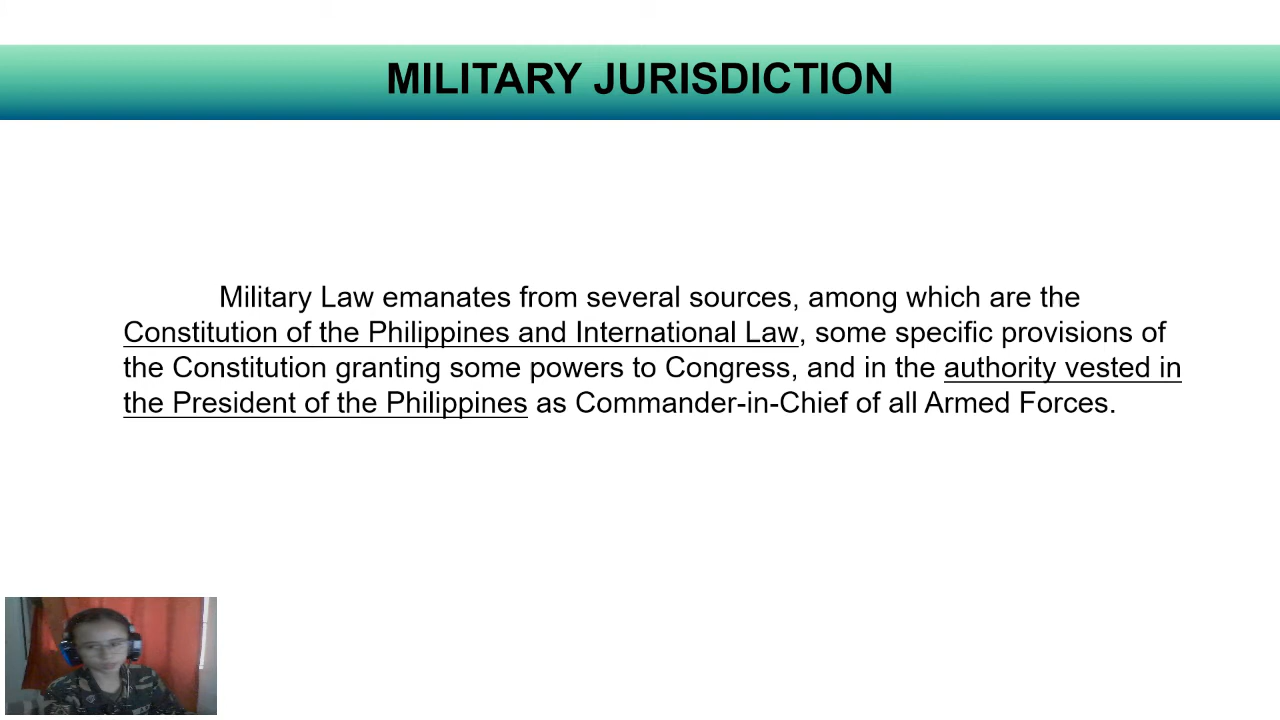 MILITARY JURISDICTION
Military Law emanates from several sources, among which are the
Constitution of the Philippines and International Law, some specific provisions of
the Constitution granting some powers to Congress, and in the authority vested in
the President of the Philippines as Commander-in-Chief of all Armed Forces.